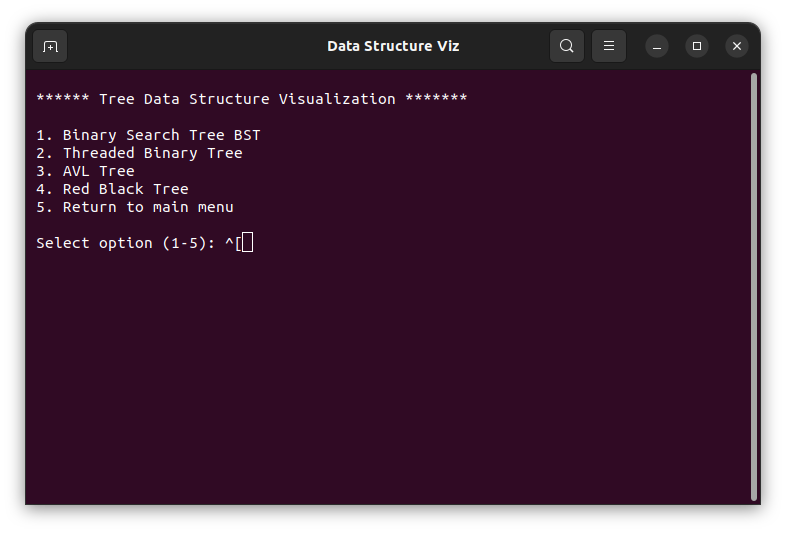 Data Structure Viz
****** Tree Data Structure Visualization *******
1. Binary Search Tree BST
2. Threaded Binary Tree
3. AVL Tree
4. Red Black Tree
5. Return to main menu
Select option (1-5): ^[